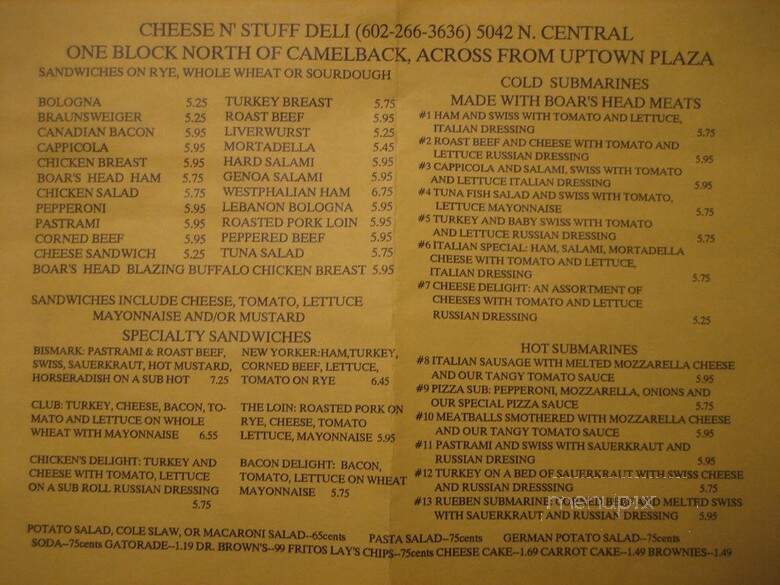 CHEESE N' STUFF DELI (602-266-3636) 5042 N. CENTRAL
ONE BLOCK NORTH OF CAMELBACK, ACROSS FROM UPTOWN PLAZA
SANDWICHES ON RYE, WHOLE WHEAT OR SOURDOUGH
BOLOGNA 5.25
BRAUNSWEIGER 5.25
CANADIAN BACON 5.95
CAPPICOLA 5.95
CHICKEN BREAST 5.95
BOAR'S HEAD HAM 5.75
CHICKEN SALAD 5.75
PEPPERONI 5.95
PASTRAMI 5.95
CORNED BEEF 5.95
CHEESE SANDWICH 5.25
TURKEY BREAST 5.75
ROAST BEEF 5.95
LIVERWURST 5.25
MORTADELLA 5.45
HARD SALAMI 5.95
GENOA SALAMI 5.95
WESTPHALIAN HAM 6.75
LEBANON BOLOGNA 5.95
ROASTED PORK LOIN 5.95
PEPPERED BEEF 5.95
TUNA SALAD 5.75
BOAR'S HEAD BLAZING BUFFALO CHICKEN BREAST 5.95
SANDWICHES INCLUDE CHEESE, TOMATO, LETTUCE
MAYONNAISE AND/OR MUSTARD
SPECIALTY SANDWICHES
BISMARK: PASTRAMI & ROAST BEEF,
SWISS, SAUERKRAUT, HOT MUSTARD,
HORSERADISH ON A SUB HOT 7.25
NEW YORKER:HAM,TURKEY,
CORNED BEEF, LETTUCE,
TOMATO ON RYE 6.45
CLUB: TURKEY, CHEESE, BACON, TO-
MATO AND LETTUCE ON WHOLE
WHEAT WITH MAYONNAISE 6.55
THE LOIN: ROASTED PORK ON
RYE, CHEESE, TOMATO
LETTUCE, MAYONNAISE 5.95
CHICKEN'S DELIGHT: TURKEY AND
CHEESE WITH TOMATO, LETTUCE
ON A SUB ROLL RUSSIAN DRESSSING
5.75
BACON DELIGHT: BACON,
TOMATO, LETTUCE ON WHEAT
MAYONNAISE 5.75
COLD SUBMARINES
MADE WITH BOAR'S HEAD MEATS
#1 HAM AND SWISS WITH TOMATO AND LETTUCE,
ITALIAN DRESSING 5.75
#2 ROAST BEEF AND CHEESE WITH TOMATO AND
LETTUCE RUSSIAN DRESSING 5.95
#3 CAPPICOLA AND SALAMI, SWISS WITH TOMATO
AND LETTUCE ITALIAN DRESSING 5.95
#4 TUNA FISH SALAD AND SWISS WITH TOMATO,
LETTUCE MAYONNAISE 5.75
#5 TURKEY AND BABY SWISS WITH TOMATO
AND LETTUCE RUSSIAN DRESSING 5.75
#6 ITALIAN SPECIAL: HAM, SALAMI, MORTADELLA
CHEESE WITH TOMATO AND LETTUCE,
ITALIAN DRESSING 5.75
#7 CHEESE DELIGHT: AN ASSORTMENT OF
CHEESES WITH TOMATO AND LETTUCE
RUSSIAN DRESSING 5.25
HOT SUBMARINES
#8 ITALIAN SAUSAGE WITH MELTED MOZZARELLA CHEESE
AND OUR TANGY TOMATO SAUCE 5.95
#9 PIZZA SUB: PEPPERONI, MOZZARELLA, ONIONS AND
OUR SPECIAL PIZZA SAUCE 5.75
#10 MEATBALLS SMOTHERED WITH MOZZARELLA CHEESE
AND OUR TANGY TOMATO SAUCE 5.95
#11 PASTRAMI AND SWISS WITH SAUERKRAUT AND
RUSSIAN DRESING 5.95
#12 TURKEY ON A BED OF SAUERKRAUT WITH SWISS CHEESE
AND RUSSIAN DRESSSING 5.75
#13 RUEBEN SUBMARINE: CORNED BEEF AND MELTED SWISS
WITH SAUERKRAUT AND RUSSIAN DRESSING 5.95
menupix
POTATO SALAD, COLE SLAW, OR MACARONI SALAD--65cents PASTA SALAD--75cents GERMAN POTATO SALAD--75cents
SODA--75cents GATORADE--1.19 DR. BROWN'S--99 FRITOS LAY'S CHIPS--75cents CHEESE CAKE--1.69 CARROT CAKE--1.49 BROWNIES--1.49